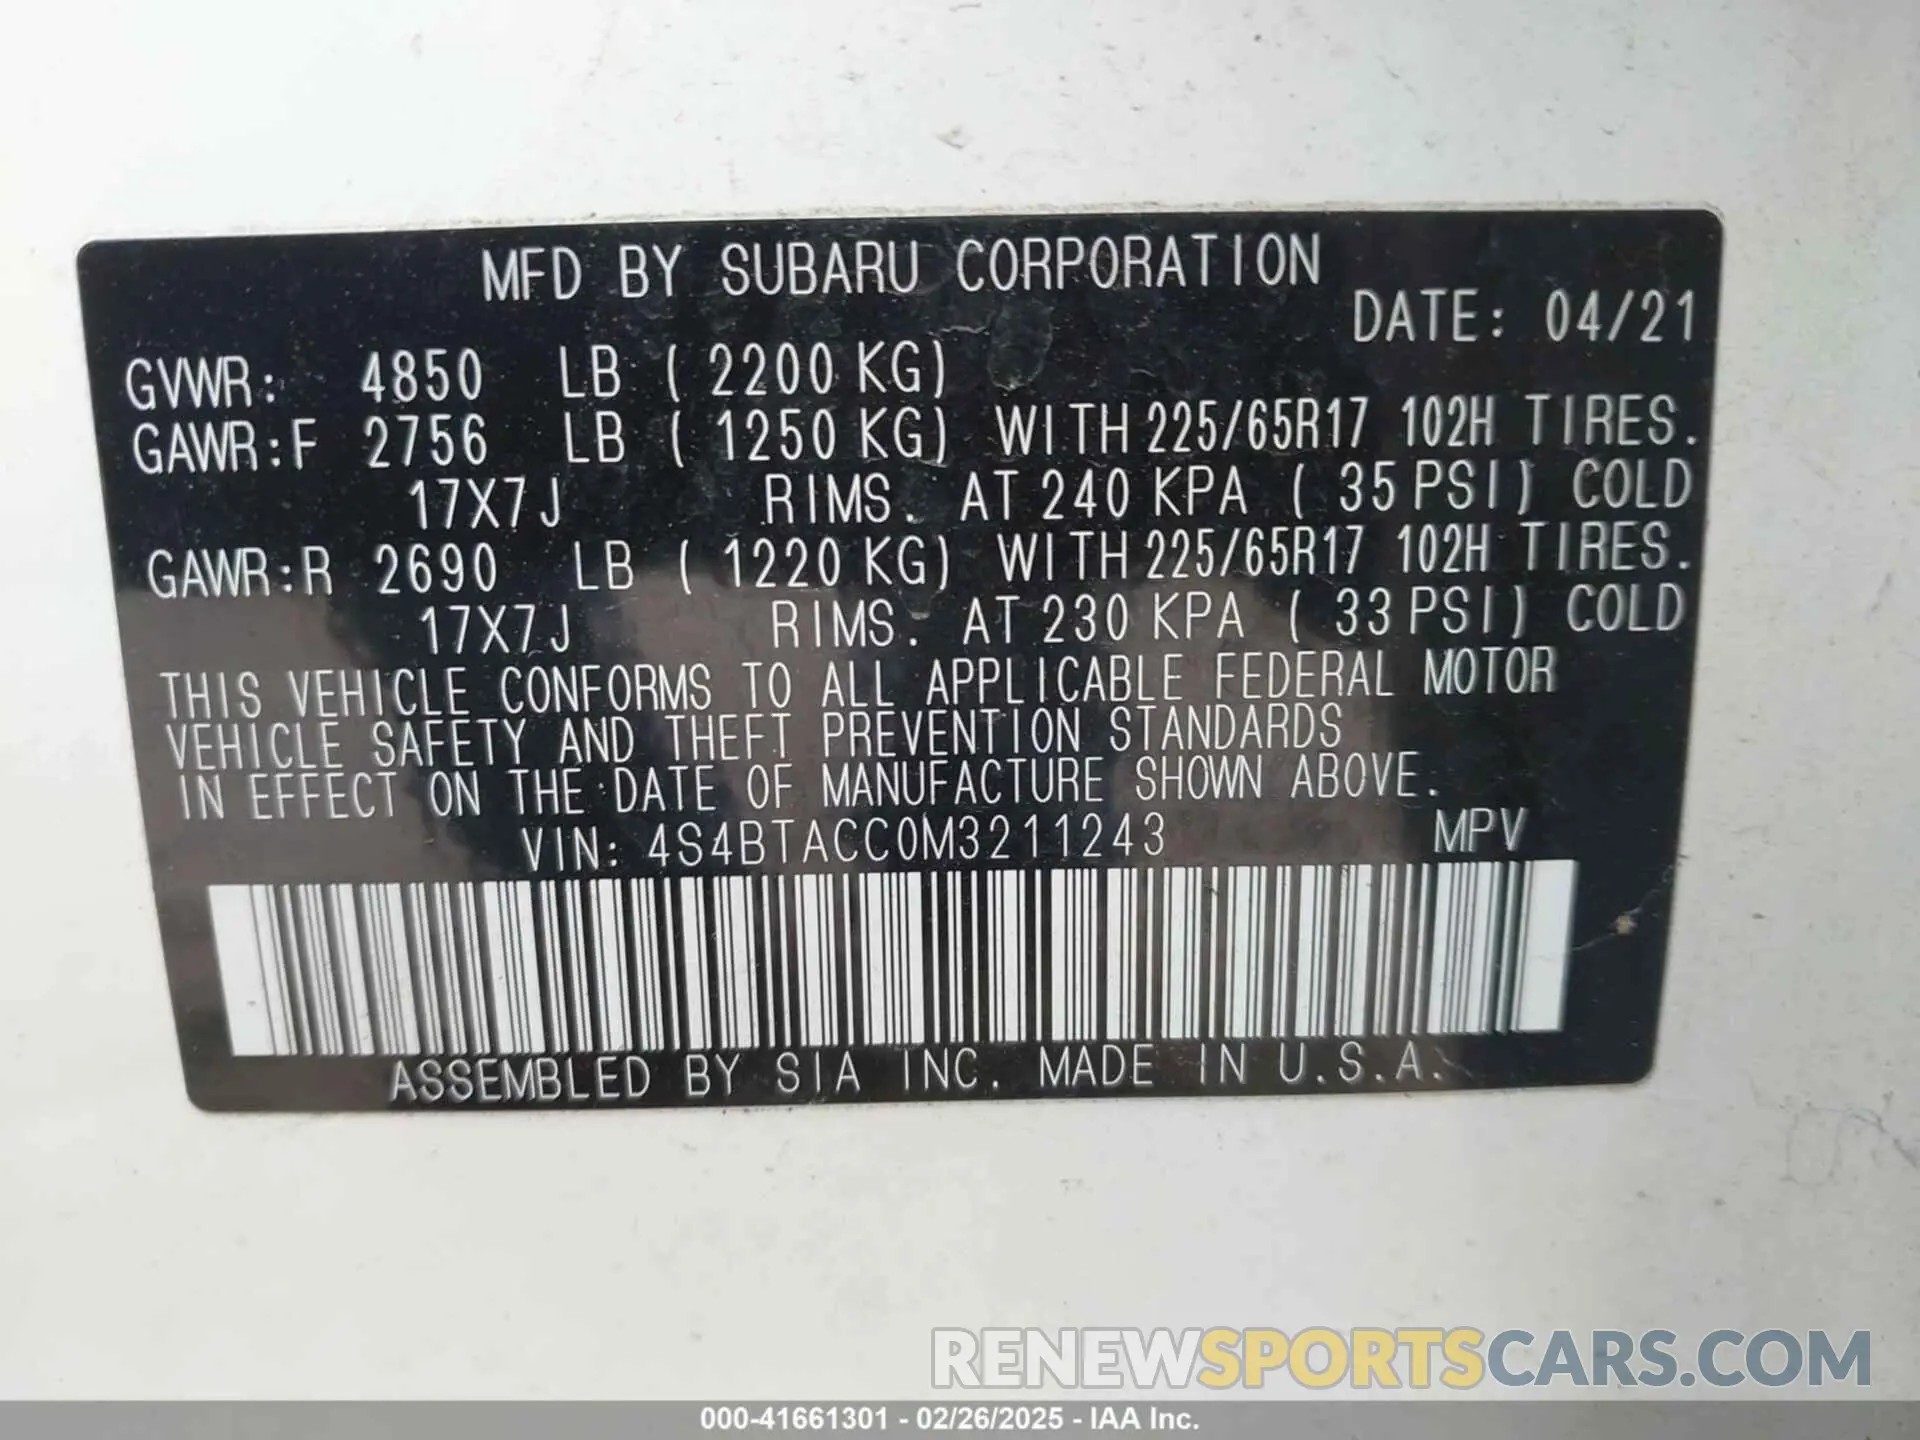 MFD BY SUBARU CORPORATION
DATE: 04/21
GVWR: 4850 LB ( 2200 KG)
GAWR:F 2756 LB ( 1250 KG) WITH 225/65R17 102H TIRES.
17X7J RIMS. AT 240 KPA ( 35 PSI) COLD
GAWR:R 2690 LB ( 1220 KG) WITH 225/65R17 102H TIRES.
17X7J RIMS. AT 230 KPA ( 33 PSI) COLD
THIS VEHICLE CONFORMS TO ALL APPLICABLE FEDERAL MOTOR
VEHICLE SAFETY AND THEFT PREVENTION STANDARDS
IN EFFECT ON THE DATE OF MANUFACTURE SHOWN ABOVE.
VIN: 4S4BTACC0M3211243 MPV
ASSEMBLED BY SIA INC. MADE IN U.S.A.
RENEWSPORTSCARS.COM
000-41661301 - 02/26/2025 - IAA Inc.